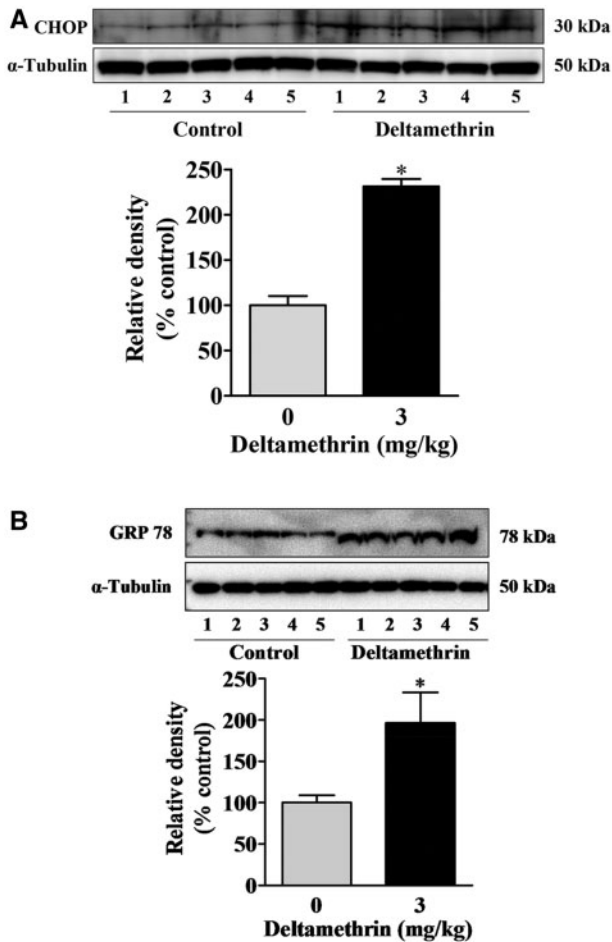 A
CHOP 30 kDa
α-Tubulin 50 kDa
1 2 3 4 5 1 2 3 4 5
Control Deltamethrin
250
200
150
100
50
0
Relative density
(% control)
*
0 3
Deltamethrin (mg/kg)
B
GRP 78 78 kDa
α-Tubulin 50 kDa
1 2 3 4 5 1 2 3 4 5
Control Deltamethrin
250
200
150
100
50
0
Relative density
(% control)
*
0 3
Deltamethrin (mg/kg)